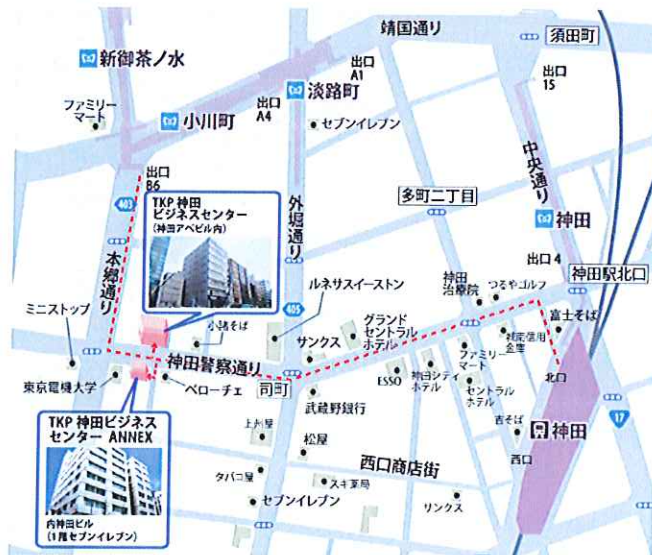 靖国通り
須田町
新御茶ノ水
出口
A1
出口
15
ファミリー
マート
小川町
出口
A4
淡路町
セブンイレブン
中央通り
出口
B6
403
TKP 神田
ビジネスセンター
(神田アベビル内)
外堀通り
多町二丁目
神田
本郷通り
出口 4
神田駅北口
405
ルネサスイーストン
神田
治療院
つるやゴルフ
ミニストップ
小諸そば
サンクス
グランド
セントラル
ホテル
富士そば
神田警察通り
ファミリー
マート
信用
金庫
東京電機大学
ベローチェ
司町
ESSO
神田シティ
ホテル
セントラル
ホテル
北口
武蔵野銀行
17
TKP 神田ビジネス
センター ANNEX
上州屋
松屋
吉そば
神田
西口
西口商店街
タバコ屋
スギ薬局
リンクス
セブンイレブン
内神田ビル
(1階セブンイレブン)